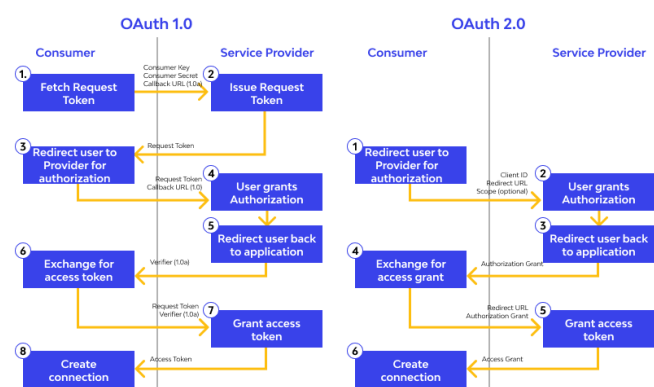 OAuth 1.0
Consumer
Service Provider
1.
Fetch Request
Token
Consumer Key
Consumer Secret
Callback URL (1.0a)
2
Issue Request
Token
Request Token
3
Redirect user to
Provider for
authorization
Request Token
Callback URL (1.0)
4
User grants
Authorization
5
Redirect user back
to application
Verifier (1.0a)
6
Exchange for
access token
Request Token
Verifier (1.0a)
7
Grant access
token
Access Token
8
Create
connection
OAuth 2.0
Consumer
Service Provider
1
Redirect user to
Provider for
authorization
Client IO
Redirect URL
Scope (optional)
2
User grants
Authorization
3
Redirect user back
to application
Authorization Grant
4
Exchange for
access grant
Redirect URL
Authorization Grant
5
Grant access
token
Access Grant
6
Create
connection